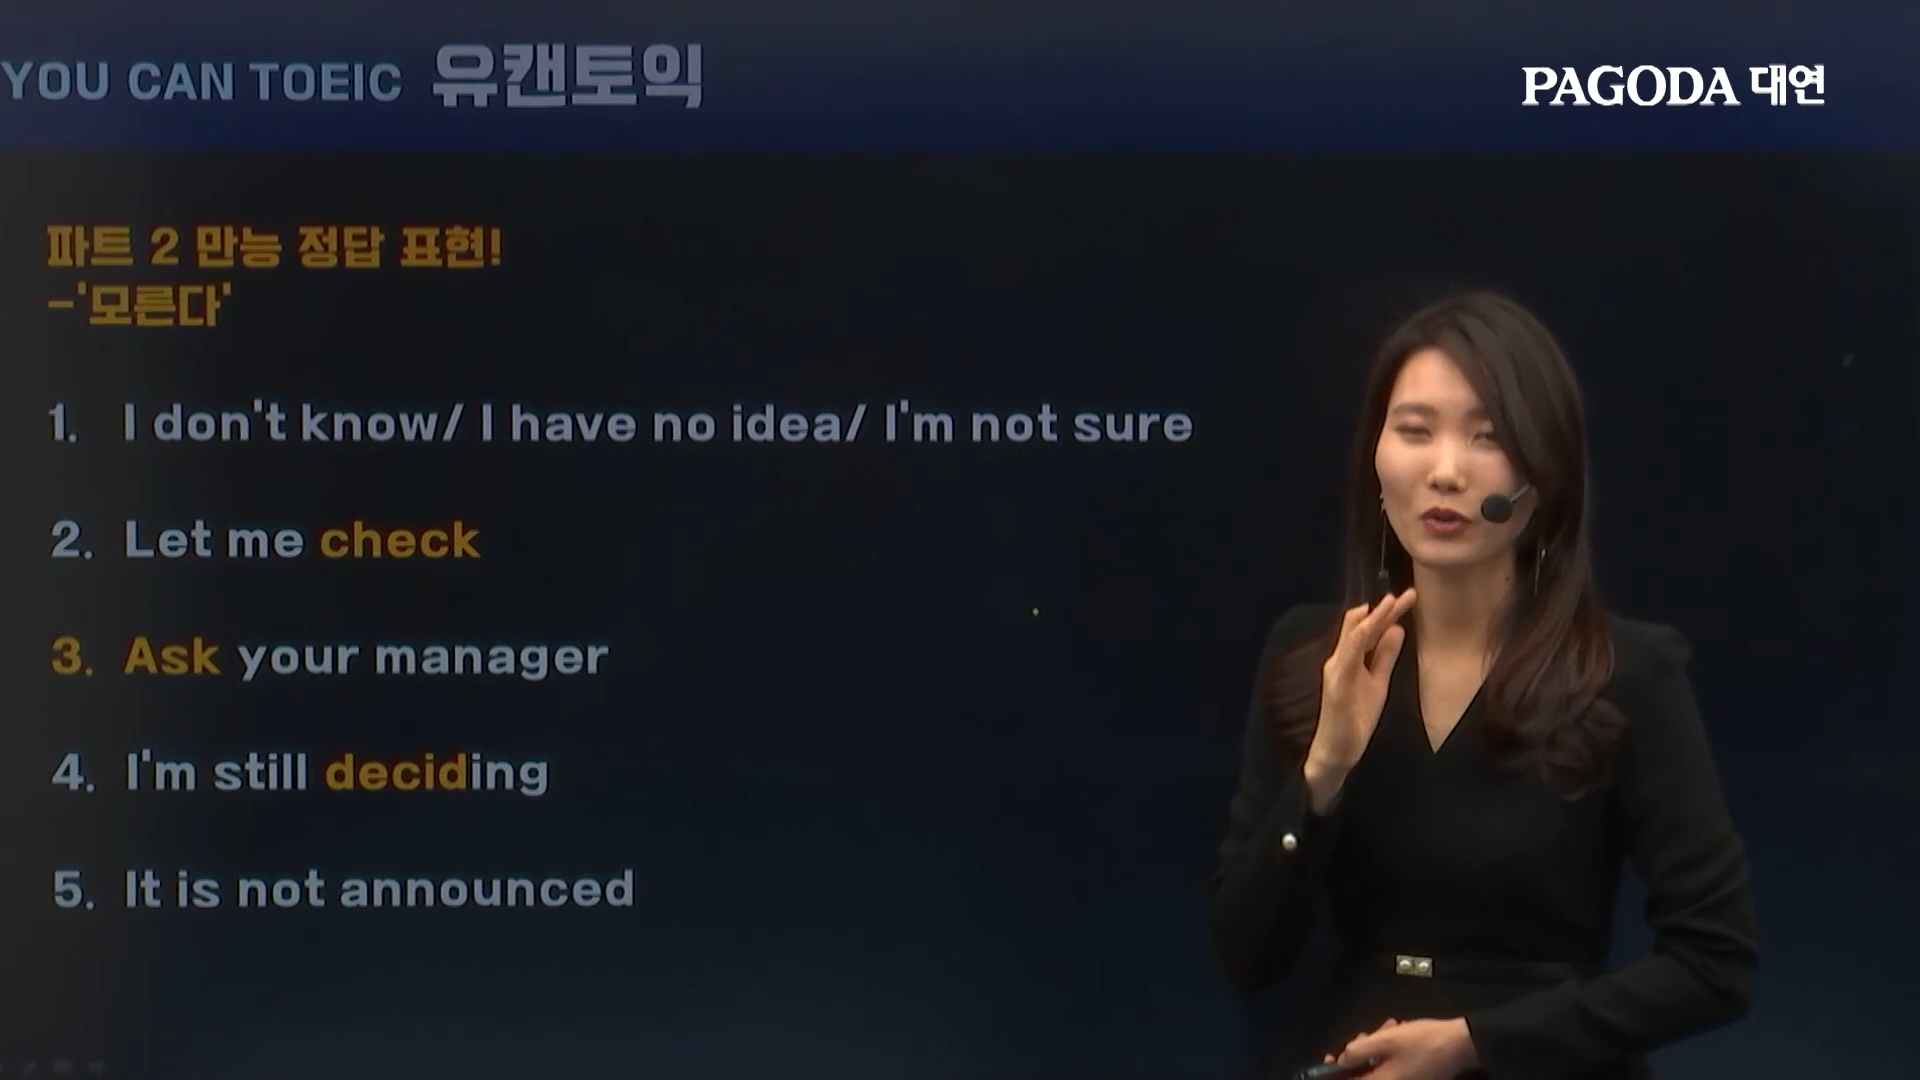 YOU CAN TOEIC 유캔토익
PAGODA 대연
파트 2 만능 정답 표현!
-'모른다'
1. I don't know/ I have no idea/ I'm not sure
2. Let me check
3. Ask your manager
4. I'm still deciding
5. It is not announced